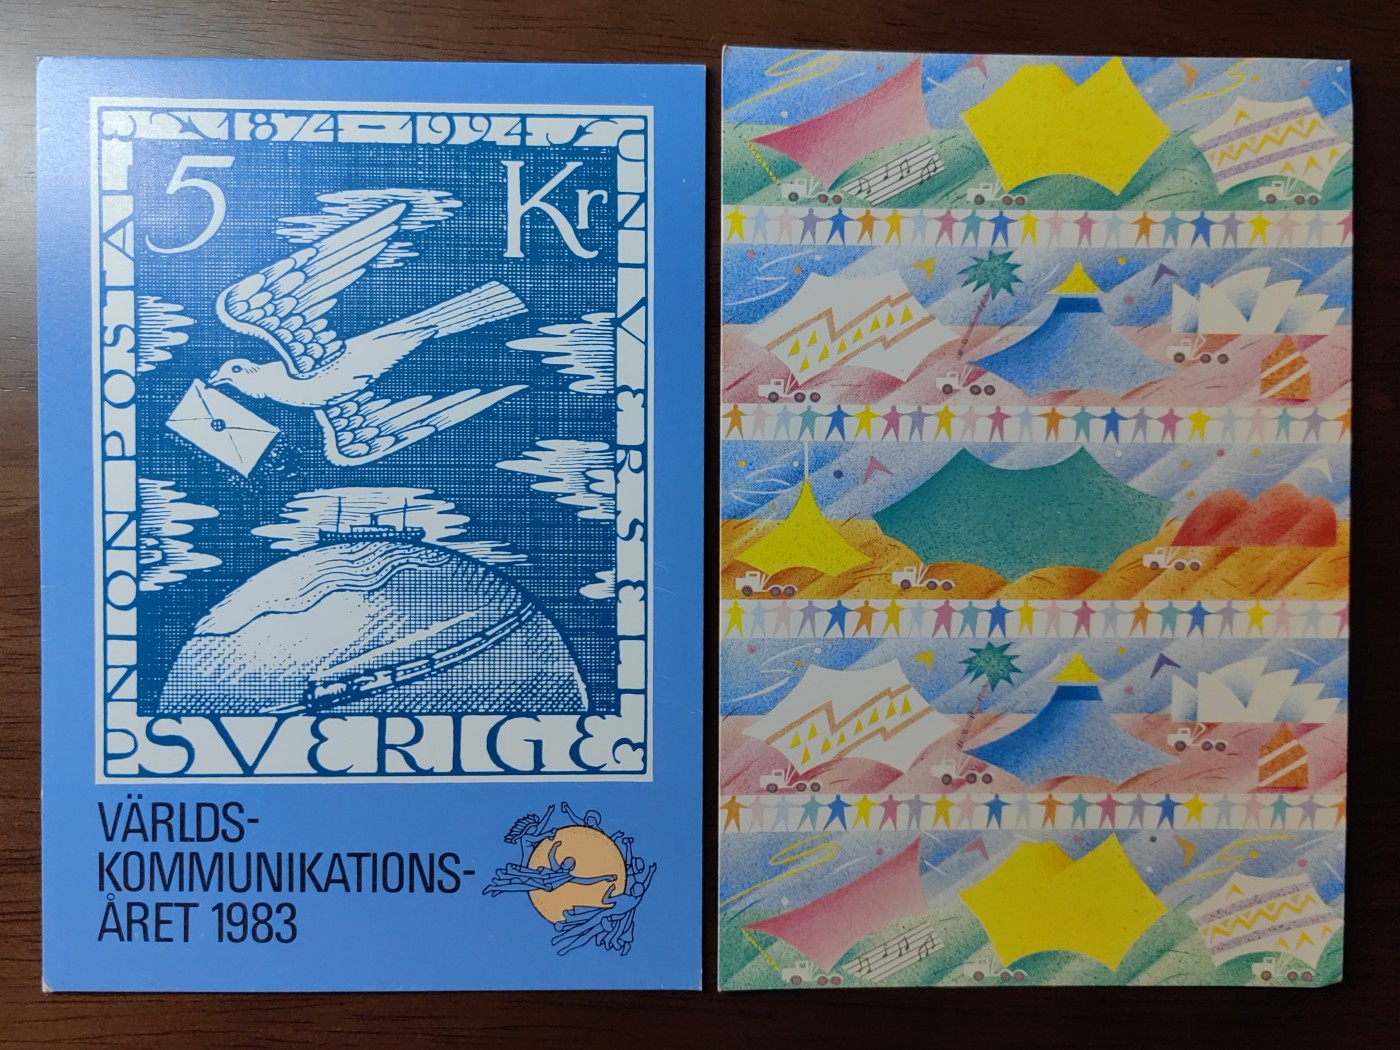 1874-1924
5 Kr
UNION POSTALE
UNIVERSELLE
SVERIGE
VÄRLDS-
KOMMUNIKATIONS-
ÅRET 1983